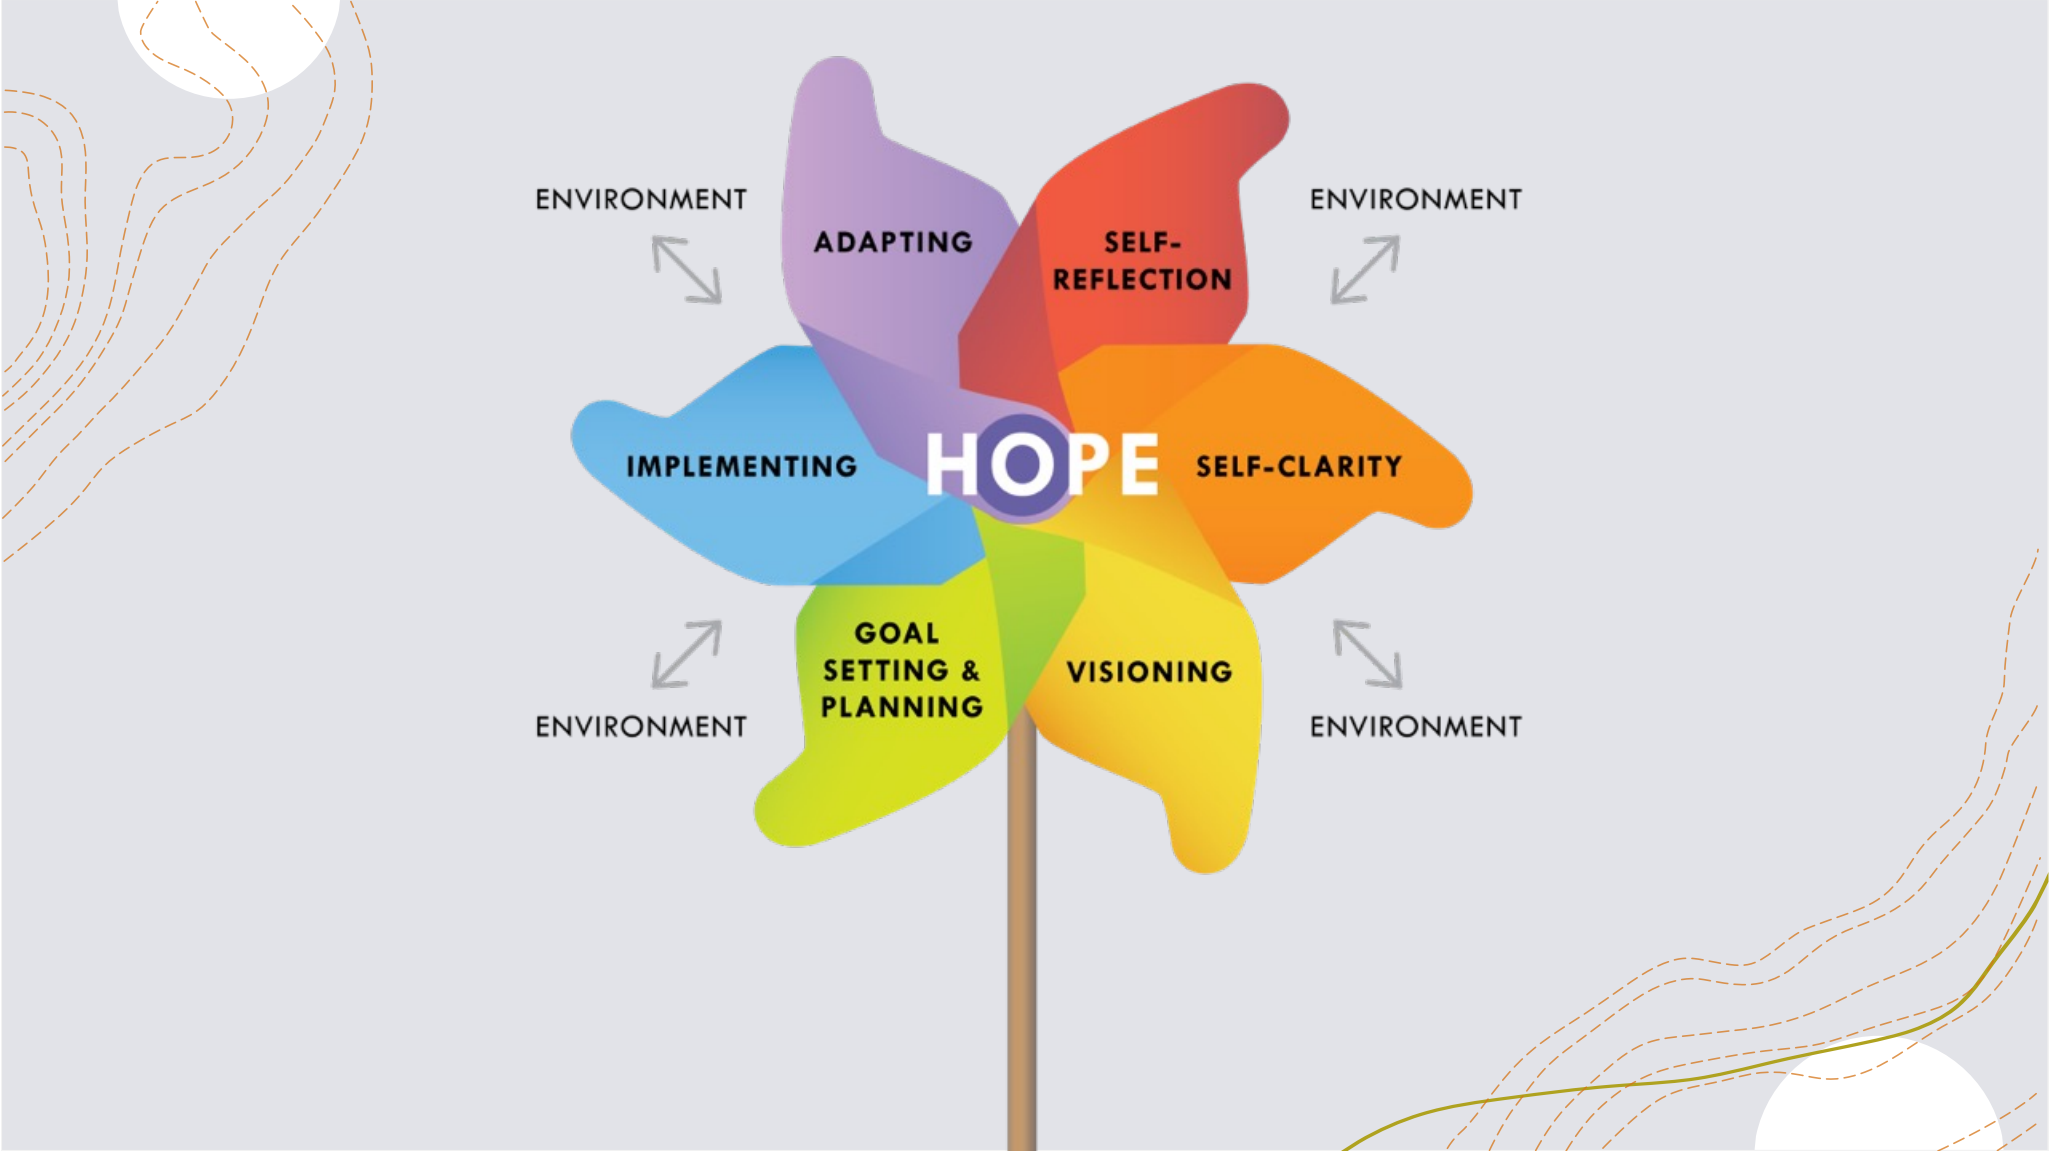 ENVIRONMENT
ENVIRONMENT
ADAPTING
SELF-
REFLECTION
IMPLEMENTING
HOPE
SELF-CLARITY
GOAL
SETTING &
PLANNING
VISIONING
ENVIRONMENT
ENVIRONMENT